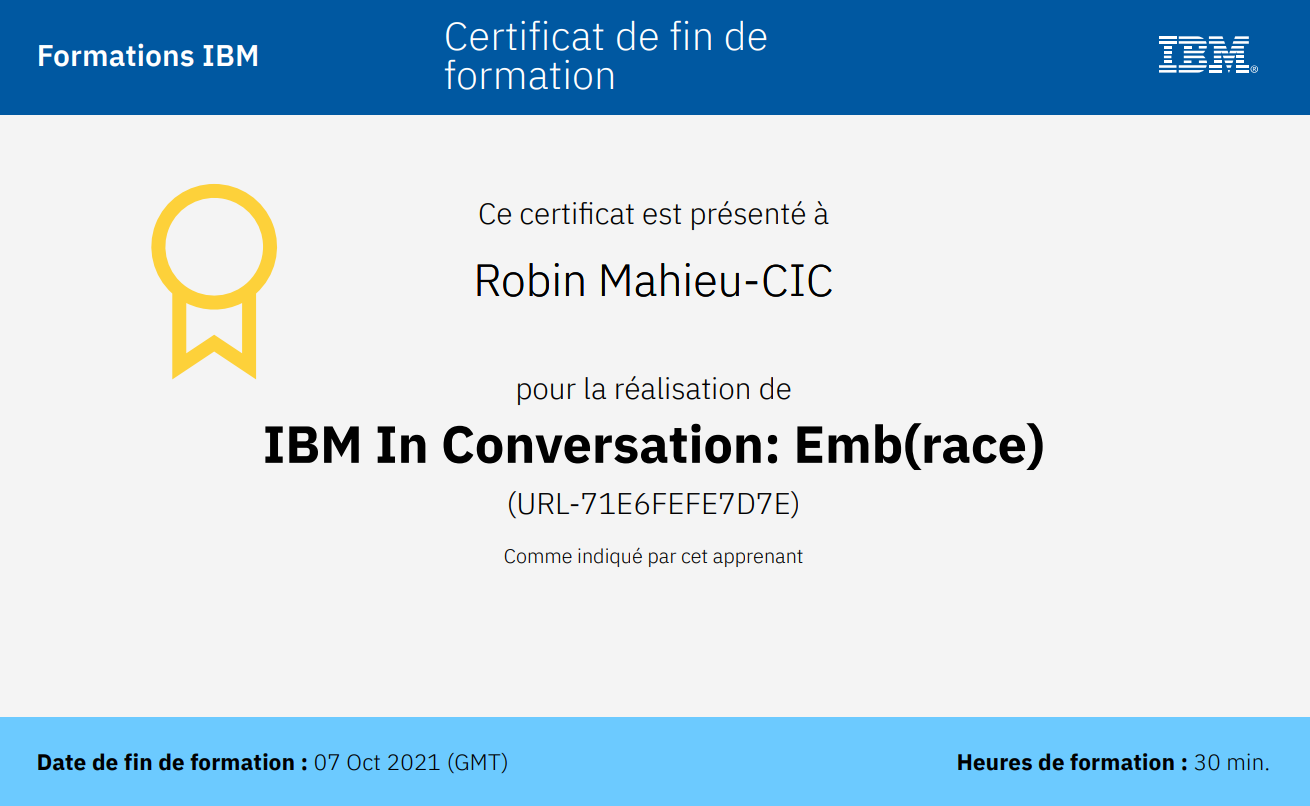 Formations IBM
Certificat de fin de
formation
IBM®
Ce certificat est présenté à
Robin Mahieu-CIC
pour la réalisation de
IBM In Conversation: Emb(race)
(URL-71E6FEFE7D7E)
Comme indiqué par cet apprenant
Date de fin de formation : 07 Oct 2021 (GMT)
Heures de formation : 30 min.